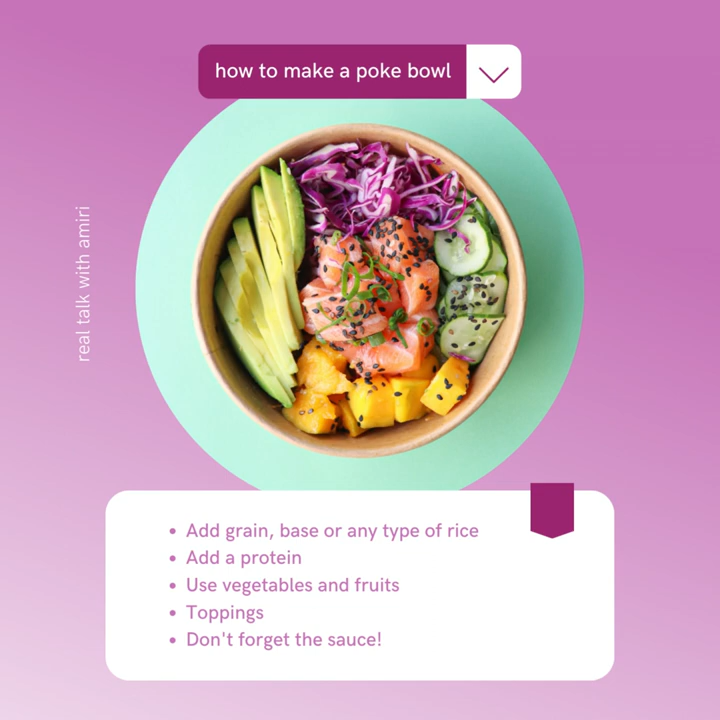 how to make a poke bowl
real talk with amiri
Add grain, base or any type of rice
Add a protein
Use vegetables and fruits
Toppings
Don't forget the sauce!